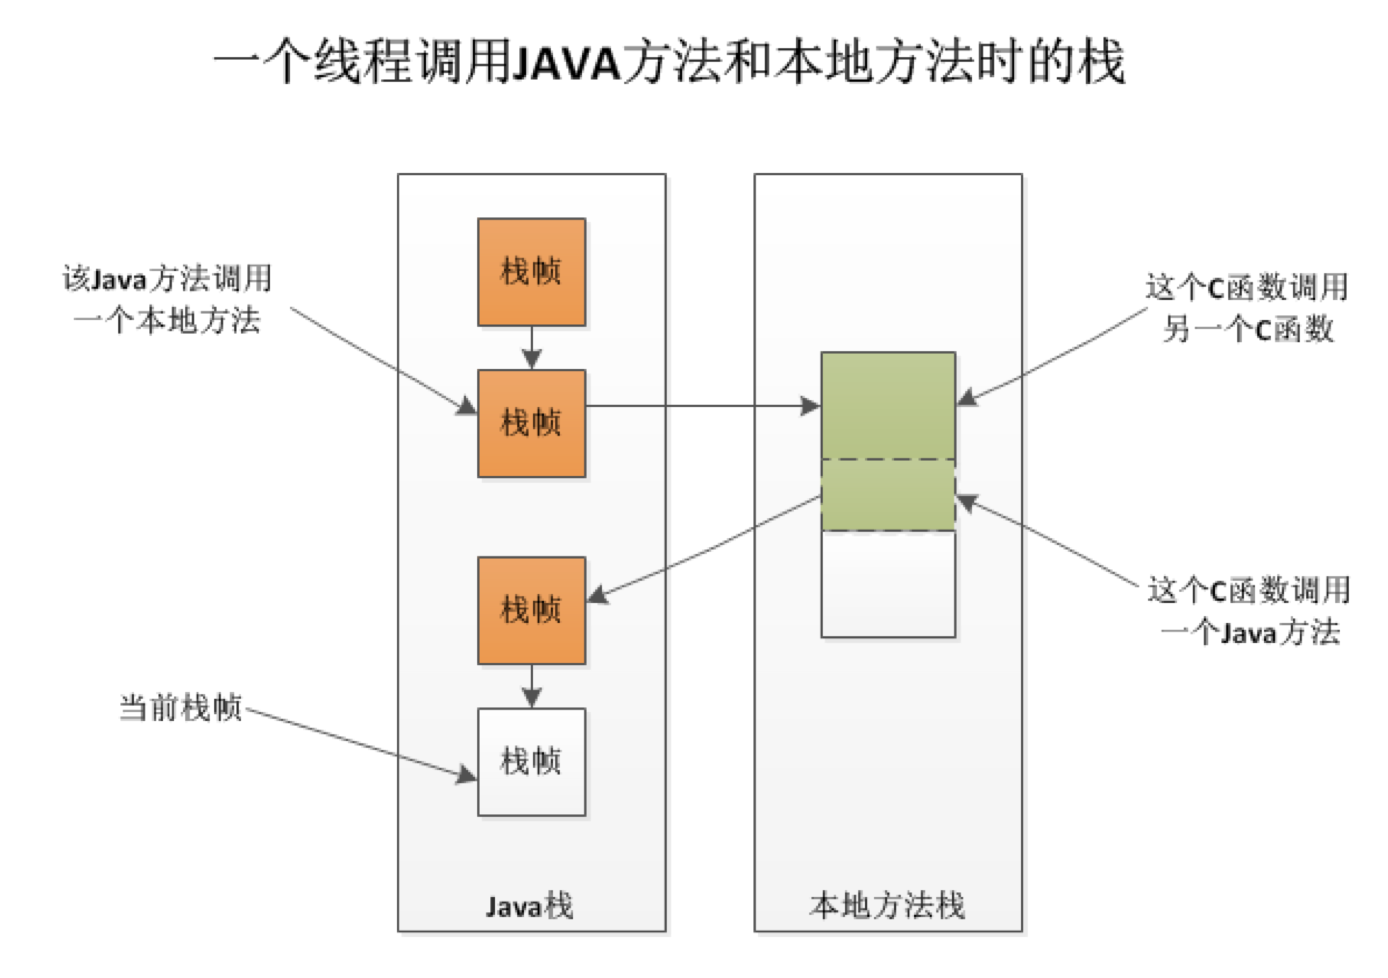 一个线程调用JAVA方法和本地方法时的栈
该Java方法调用
一个本地方法
栈帧
栈帧
这个C函数调用
另一个C函数
栈帧
这个C函数调用
一个Java方法
当前栈帧
栈帧
Java栈
本地方法栈